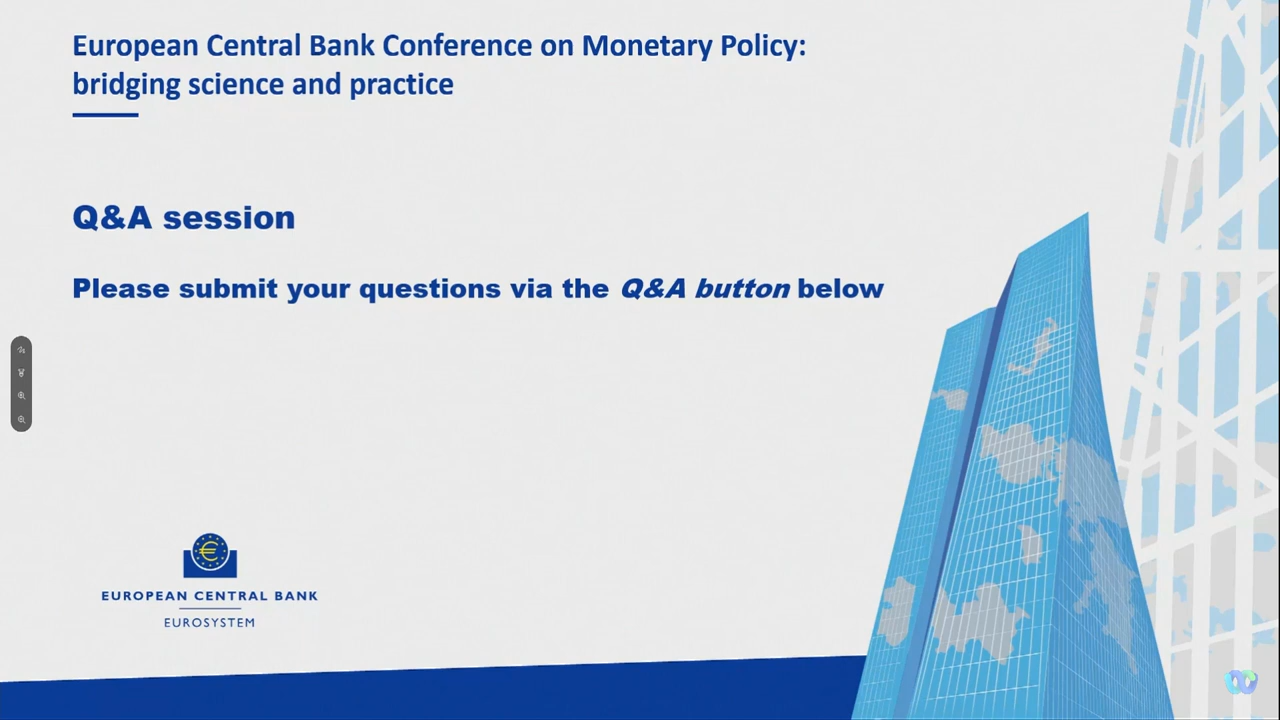 European Central Bank Conference on Monetary Policy:
bridging science and practice
Q&A session
Please submit your questions via the Q&A button below
€
EUROPEAN CENTRAL BANK
EUROSYSTEM